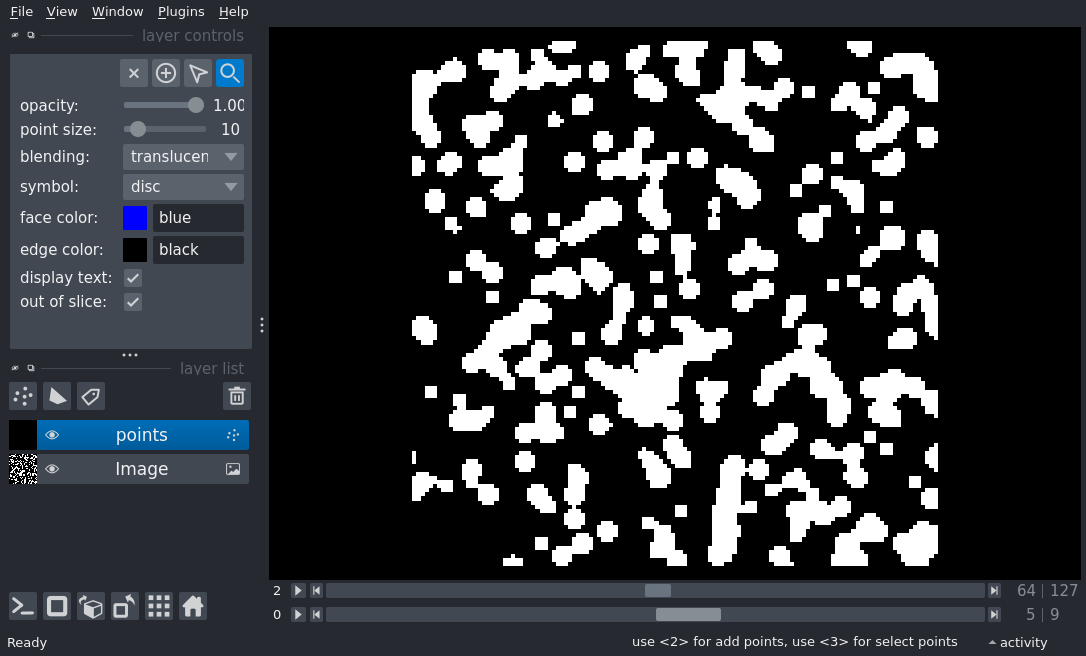 File View Window Plugins Help
layer controls
opacity: 1.00
point size: 10
blending: translucen
symbol: disc
face color: blue
edge color: black
display text:
out of slice:
layer list
points
Image
2 64 | 127
0 5 | 9
Ready use <2> for add points, use <3> for select points activity